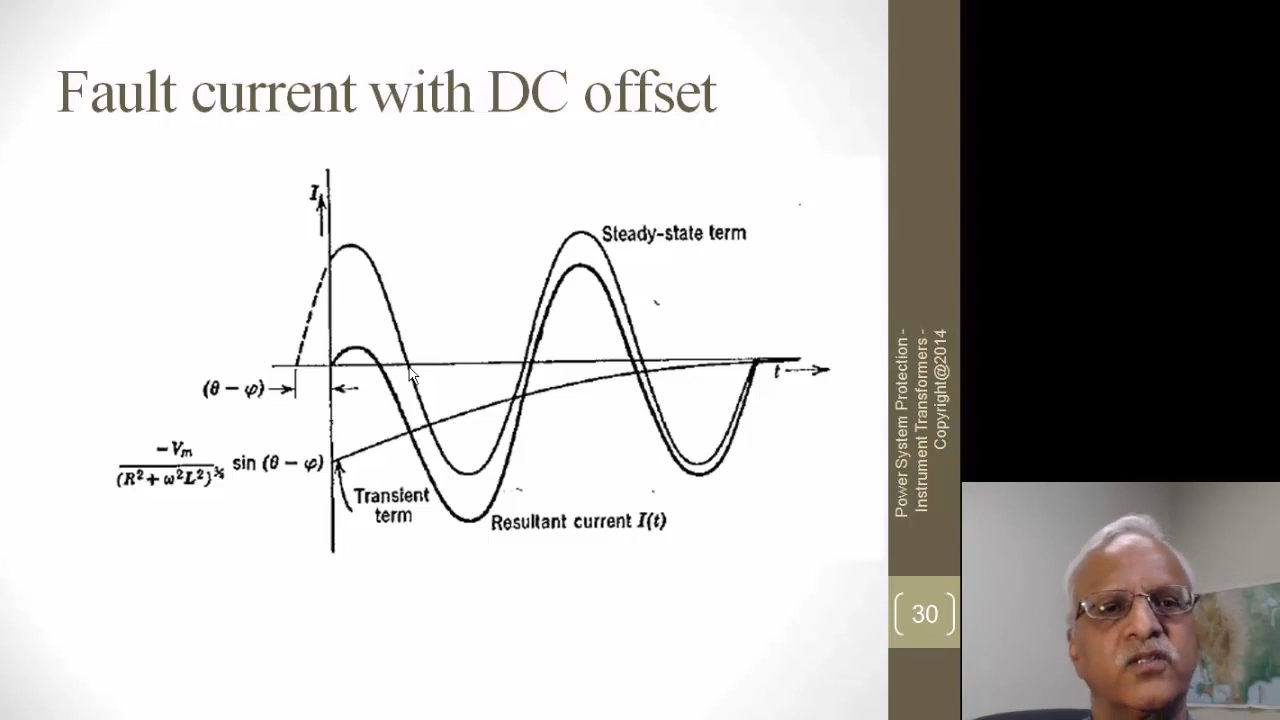 Fault current with DC offset
I
Steady-state term
t
(θ – φ)
–Vₘ
(R² + ω²L²)^½ sin (θ – φ)
Transient
term
Resultant current I(t)
Power System Protection -
Instrument Transformers -
Copyright@2014
30